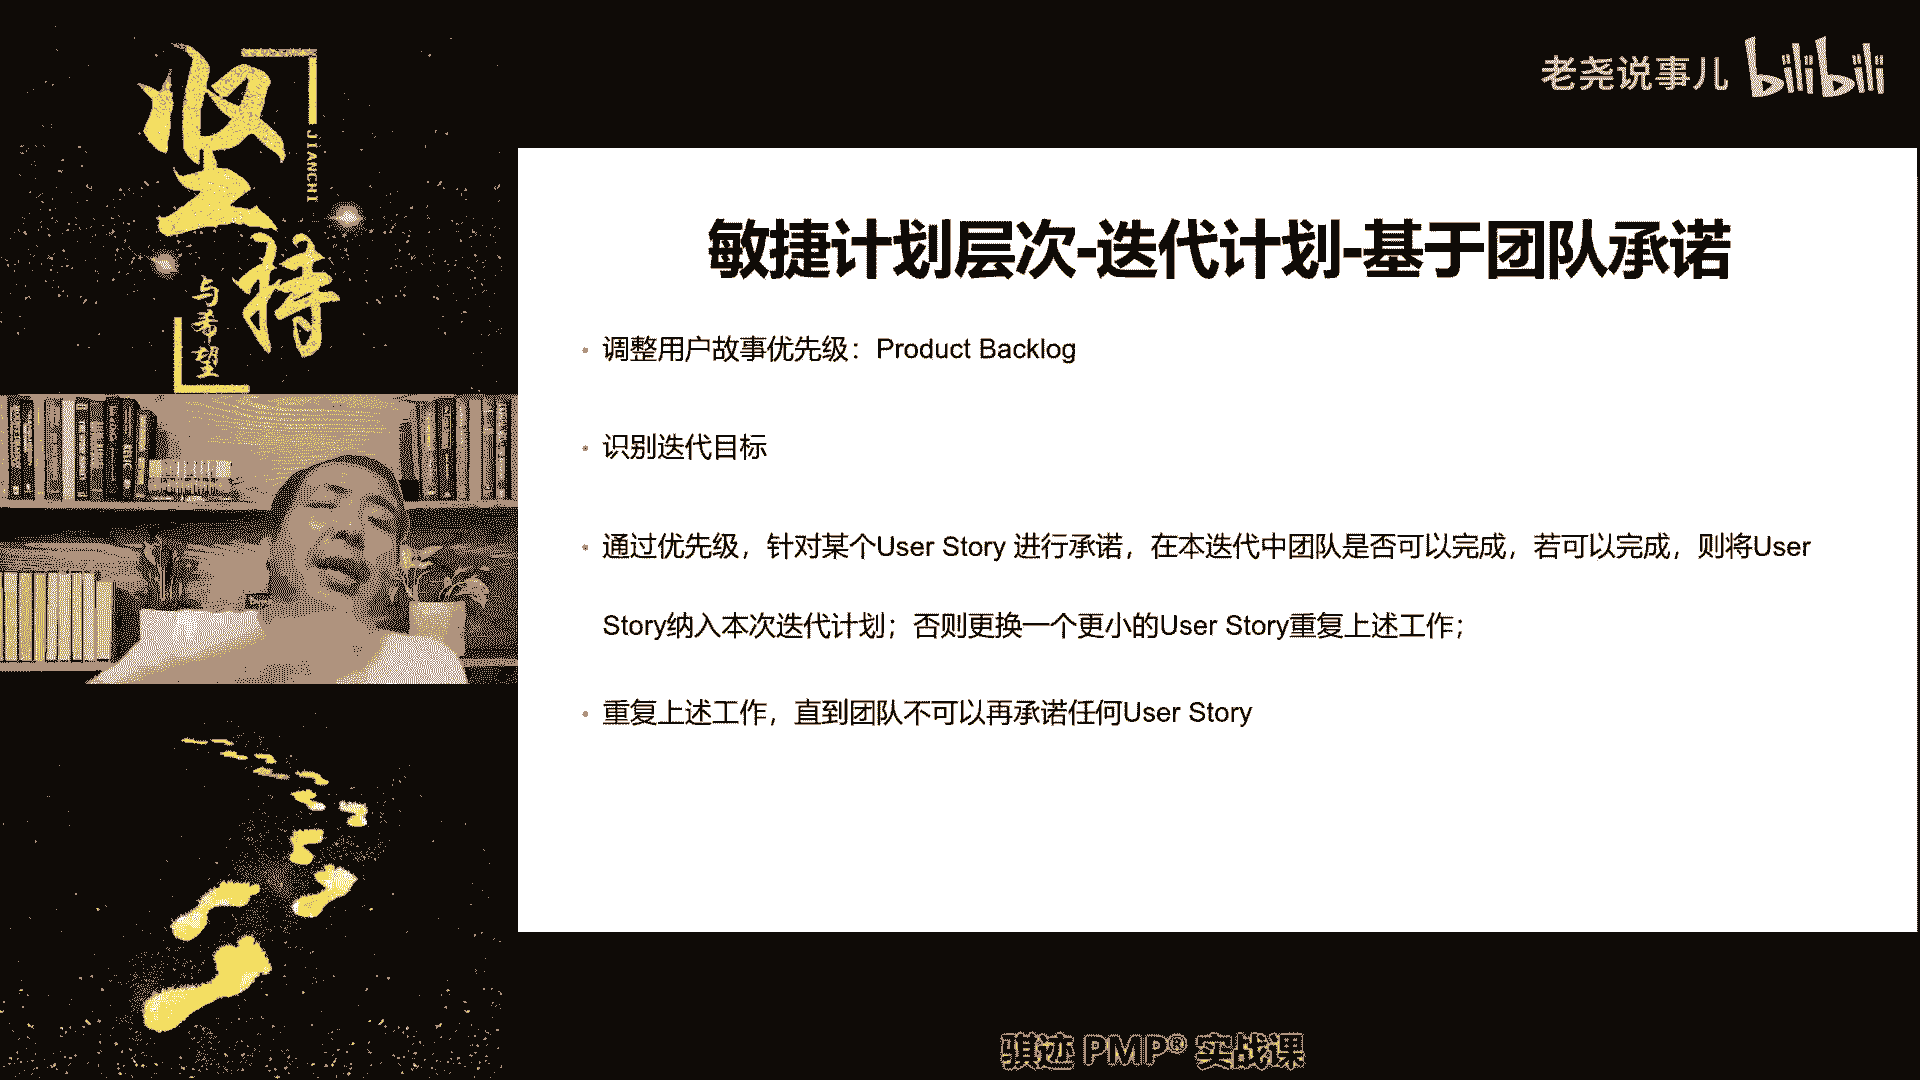 坚持
JIANCHI
与希望
老尧说事儿 bilibili
敏捷计划层次-迭代计划-基于团队承诺
• 调整用户故事优先级：Product Backlog
• 识别迭代目标
• 通过优先级，针对某个User Story 进行承诺，在本迭代中团队是否可以完成，若可以完成，则将User
Story纳入本次迭代计划；否则更换一个更小的User Story重复上述工作；
• 重复上述工作，直到团队不可以再承诺任何User Story
骐迹 PMP® 实战课